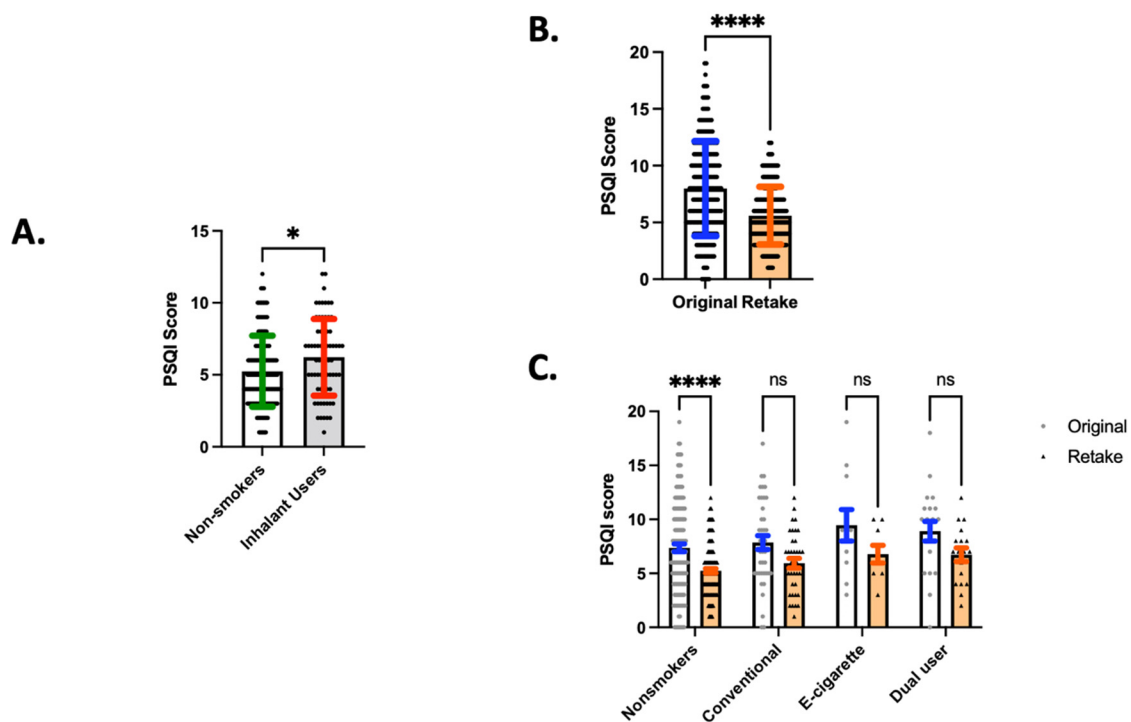 A.
*
15
10
5
0
PSQI Score
Non-smokers
Inhalant Users
B.
****
20
15
10
5
0
PSQI Score
Original Retake
C.
**** ns ns ns
20
15
10
5
0
PSQI score
Nonsmokers
Conventional
E-cigarette
Dual user
Original
Retake